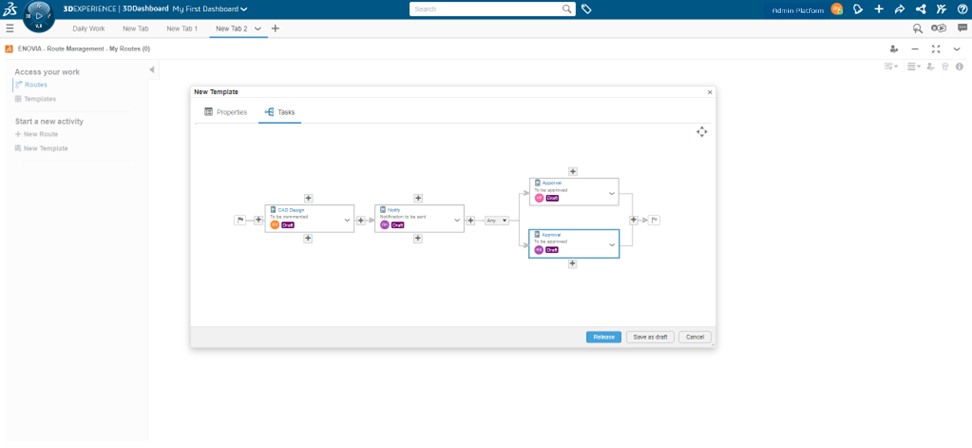 3DEXPERIENCE | 3DDashboard My First Dashboard
Search
Admin Platform
V.R
Daily Work
New Tab
New Tab 1
New Tab 2
ENOVIA - Route Management - My Routes (0)
Access your work
Routes
Templates
Start a new activity
New Route
New Template
New Template
Properties
Tasks
CAD Design
To be commented
Draft
Notify
Notification to be sent
Draft
Any
Approve
To be approved
Draft
Approval
To be approved
Draft
Release
Save as draft
Cancel